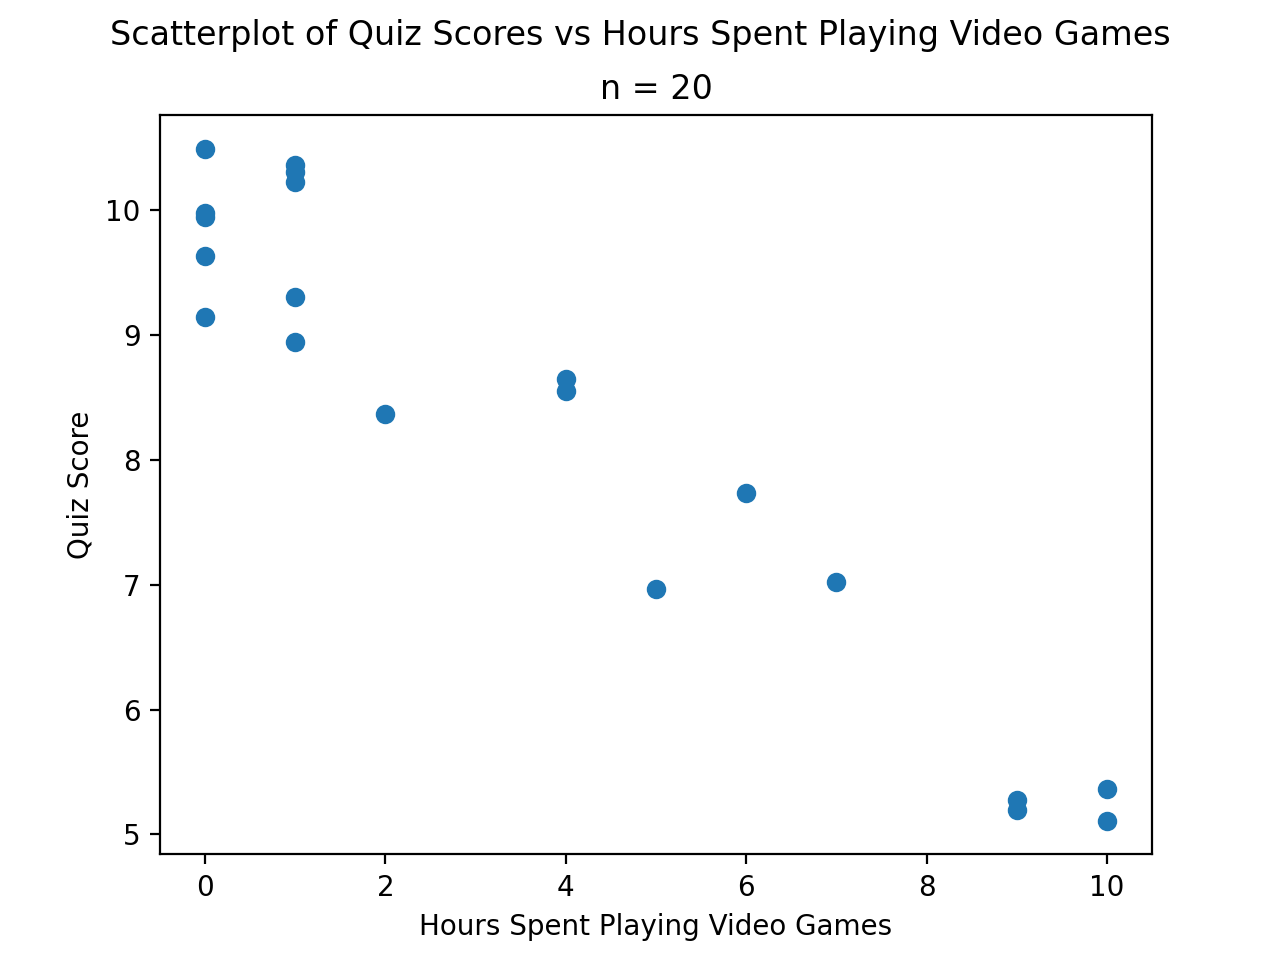 Scatterplot of Quiz Scores vs Hours Spent Playing Video Games
n = 20
10
9
8
7
6
5
Quiz Score
0 2 4 6 8 10
Hours Spent Playing Video Games